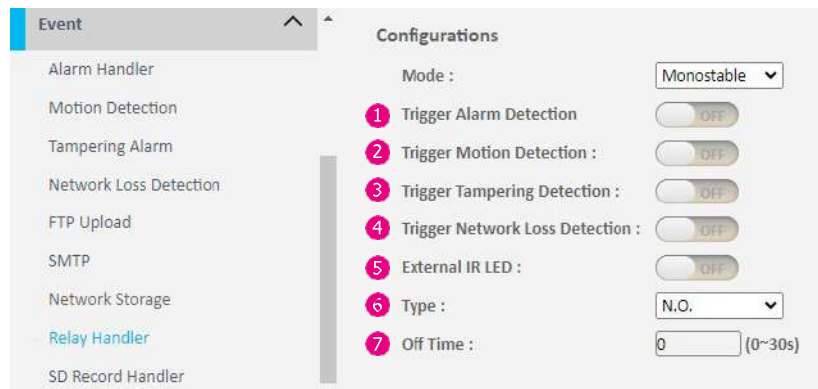 Event
Alarm Handler
Motion Detection
Tampering Alarm
Network Loss Detection
FTP Upload
SMTP
Network Storage
Relay Handler
SD Record Handler
Configurations
Mode : Monostable
1 Trigger Alarm Detection OFF
2 Trigger Motion Detection : OFF
3 Trigger Tampering Detection : OFF
4 Trigger Network Loss Detection : OFF
5 External IR LED : OFF
6 Type : N.O.
7 Off Time : 0 (0~30s)